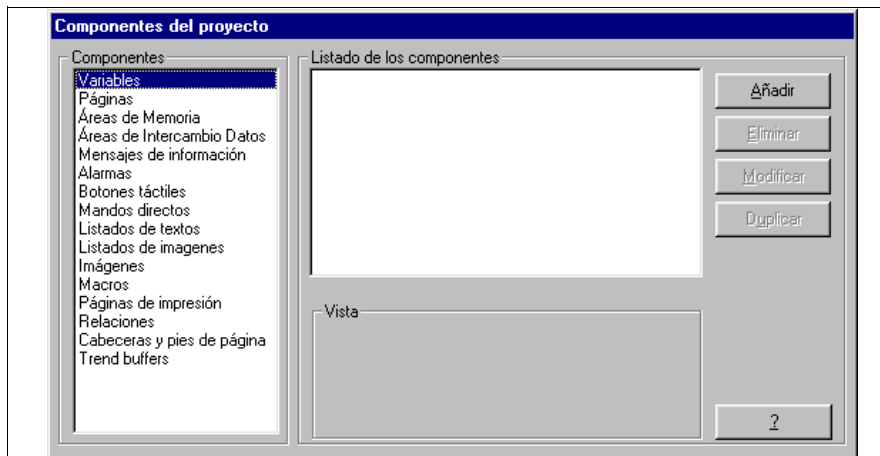 Componentes del proyecto
Componentes
Variables
Páginas
Áreas de Memoria
Áreas de Intercambio Datos
Mensajes de información
Alarmas
Botones táctiles
Mandos directos
Listados de textos
Listados de imagenes
Imágenes
Macros
Páginas de impresión
Relaciones
Cabeceras y pies de página
Trend buffers
Listado de los componentes
Vista
Añadir
Eliminar
Modificar
Duplicar
?